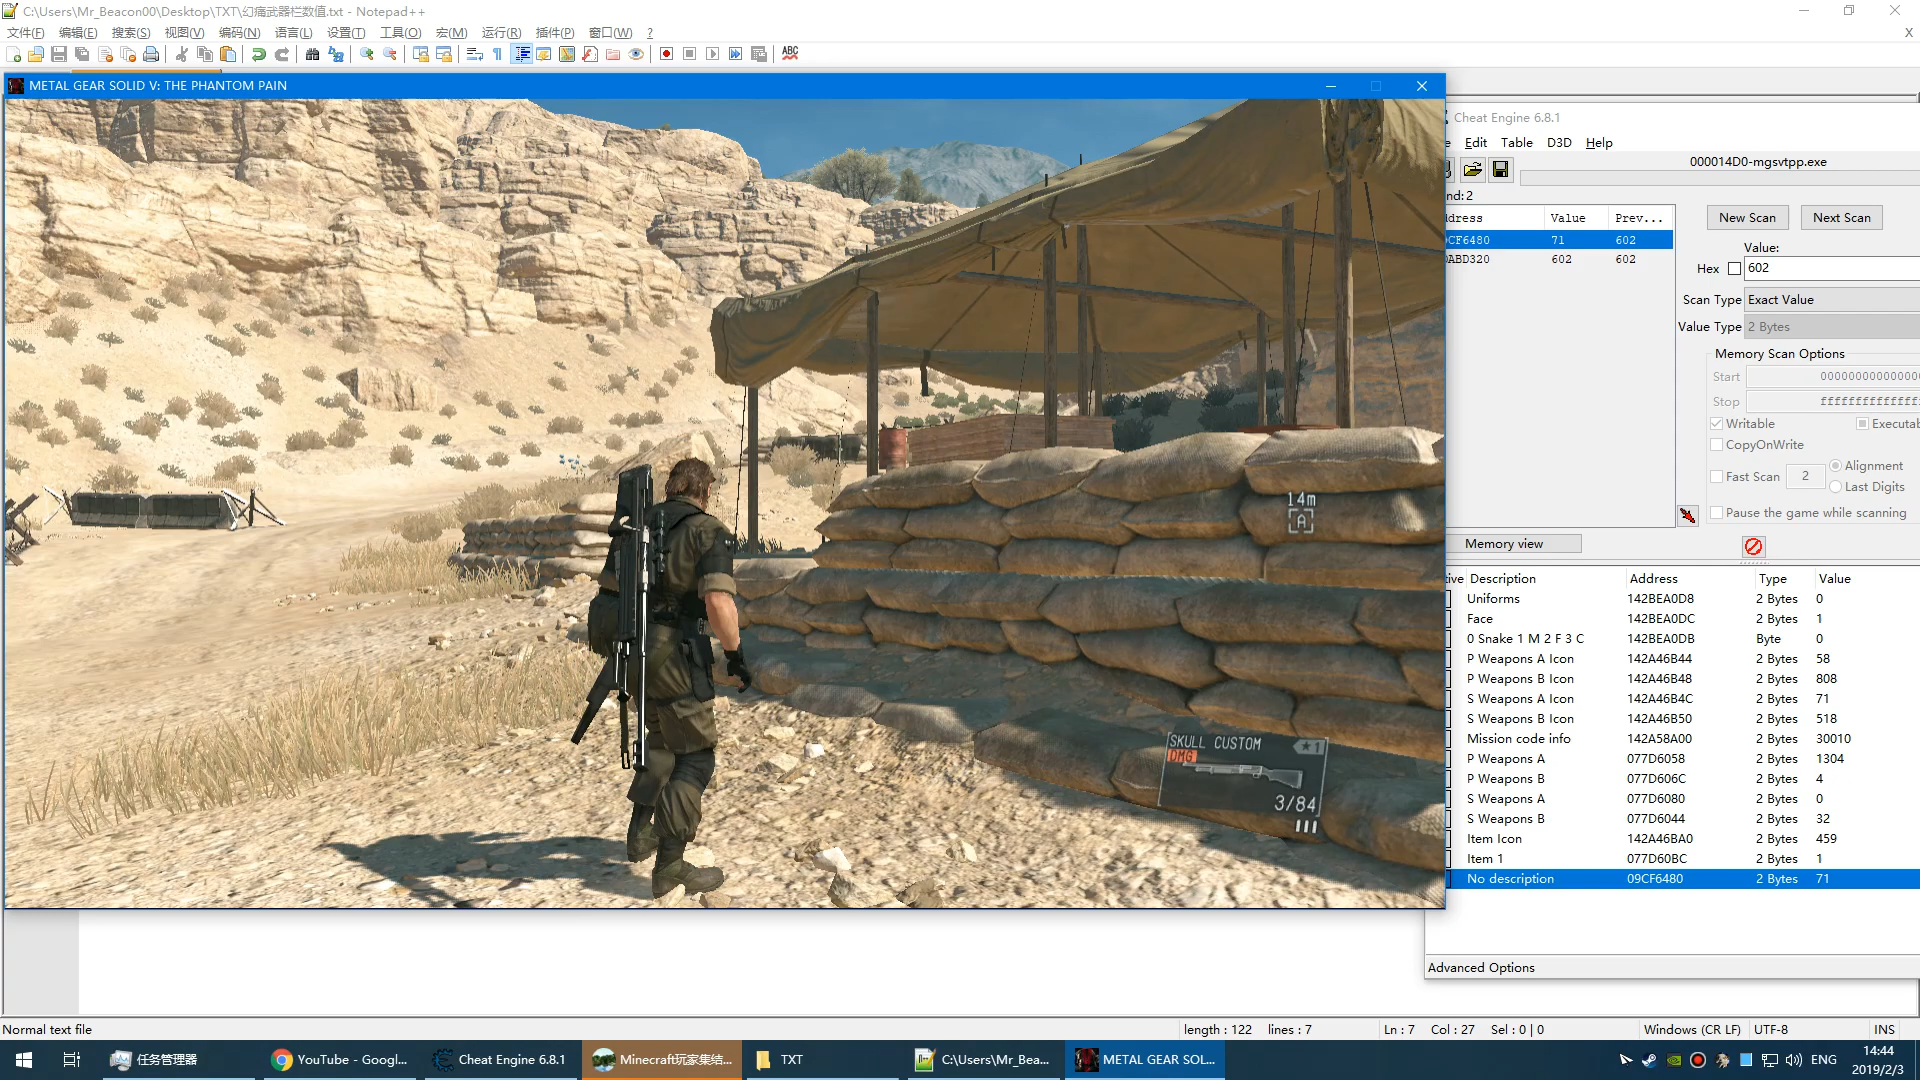 C:\Users\Mr_Beacon00\Desktop\TXT\幻痛武器栏数值.txt - Notepad++
文件(F) 编辑(E) 搜索(S) 视图(V) 编码(N) 语言(L) 设置(T) 工具(O) 宏(M) 运行(R) 插件(P) 窗口(W) ? X
ABC
METAL GEAR SOLID V: THE PHANTOM PAIN
Cheat Engine 6.8.1
Edit Table D3D Help
000014D0-mgsvtpp.exe
nd:2
dress Value Prev...
CF6480 71 602
ABD320 602 602
New Scan Next Scan
Value:
Hex 602
Scan Type Exact Value
Value Type 2 Bytes
Memory Scan Options
Start 0000000000000
Stop ffffffffffffff
Writable Executab
CopyOnWrite
Fast Scan 2 Alignment
Last Digits
Pause the game while scanning
Memory view
14m
[A]
SKULL CUSTOM ★1
DMG
3/84
ive Description Address Type Value
Uniforms 142BEA0D8 2 Bytes 0
Face 142BEA0DC 2 Bytes 1
0 Snake 1 M 2 F 3 C 142BEA0DB Byte 0
P Weapons A Icon 142A46B44 2 Bytes 58
P Weapons B Icon 142A46B48 2 Bytes 808
S Weapons A Icon 142A46B4C 2 Bytes 71
S Weapons B Icon 142A46B50 2 Bytes 518
Mission code info 142A58A00 2 Bytes 30010
P Weapons A 077D6058 2 Bytes 1304
P Weapons B 077D606C 2 Bytes 4
S Weapons A 077D6080 2 Bytes 0
S Weapons B 077D6044 2 Bytes 32
Item Icon 142A46BA0 2 Bytes 459
Item 1 077D60BC 2 Bytes 1
No description 09CF6480 2 Bytes 71
Advanced Options
Normal text file length : 122 lines : 7 Ln : 7 Col : 27 Sel : 0 | 0 Windows (CR LF) UTF-8 INS
任务管理器 YouTube - Googl... Cheat Engine 6.8.1 Minecraft玩家集结... TXT C:\Users\Mr_Bea... METAL GEAR SOL... ENG 14:44
2019/2/3